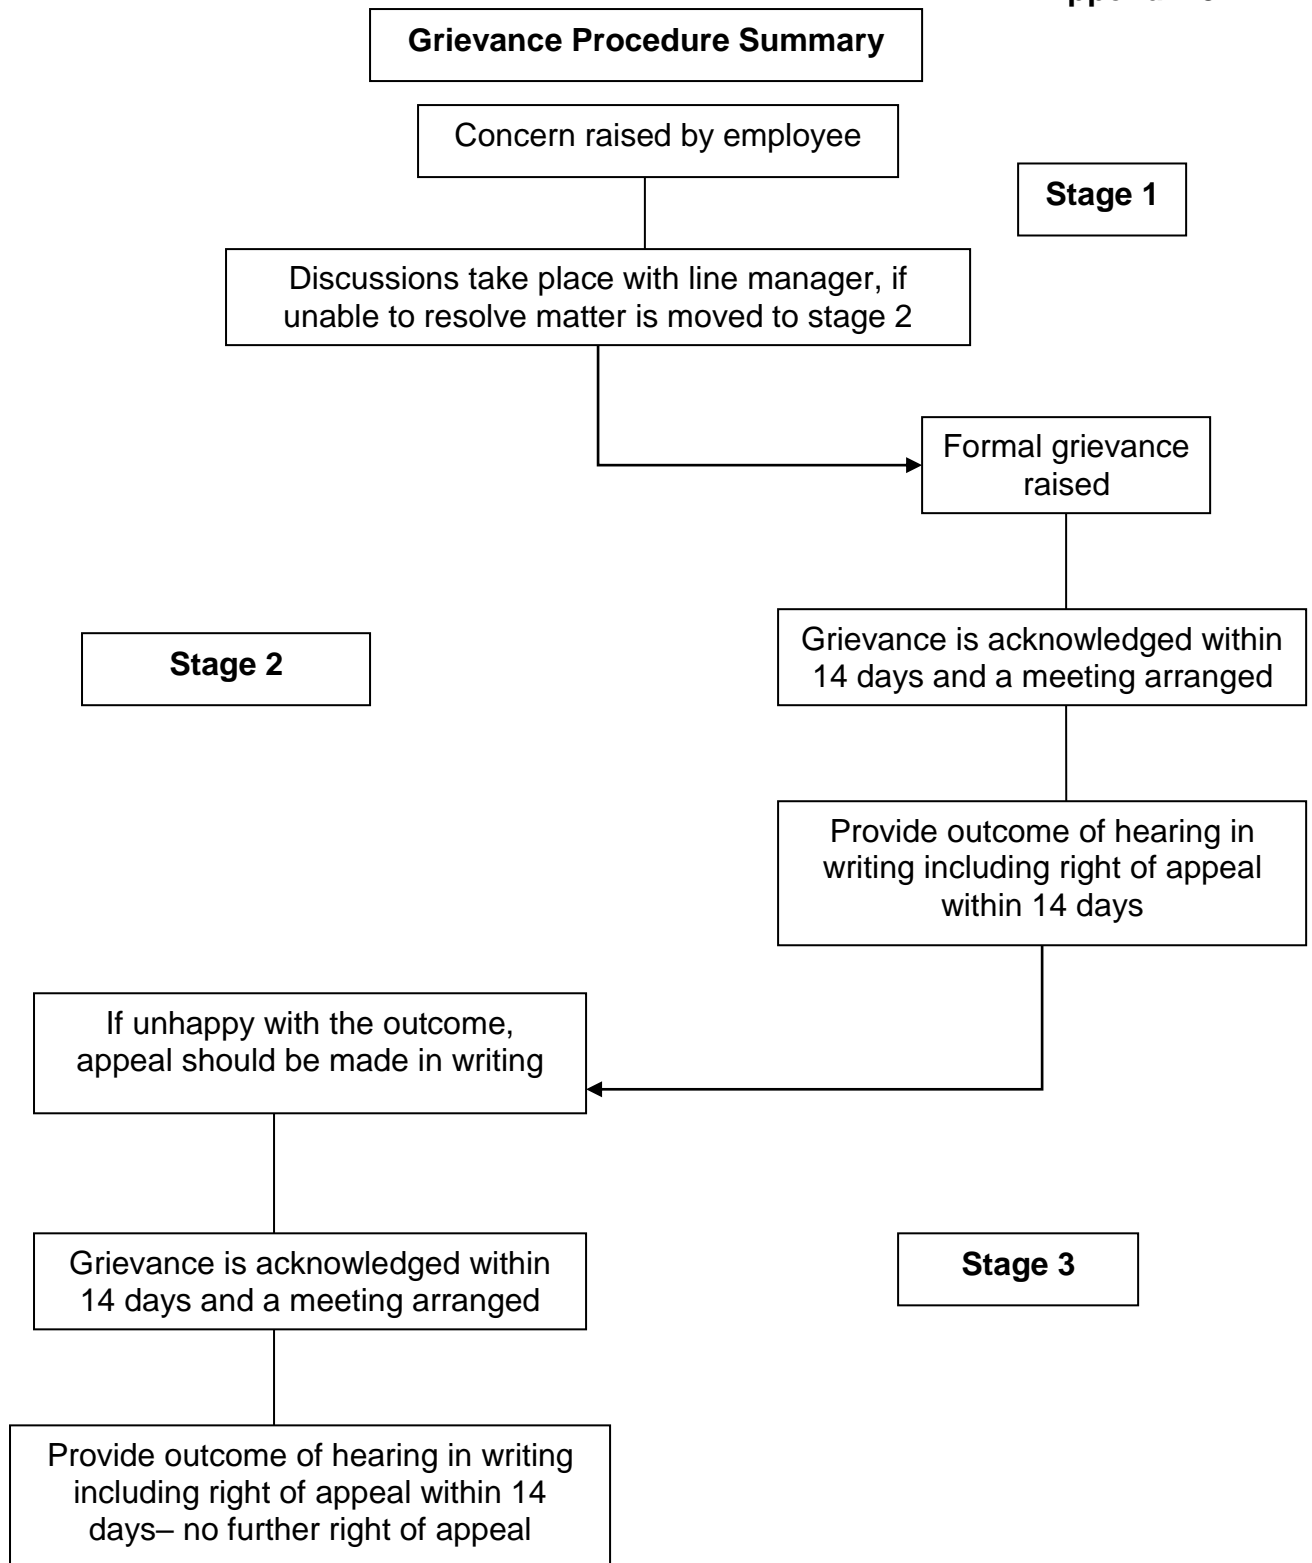 Grievance Procedure Summary
Concern raised by employee
Stage 1
Discussions take place with line manager, if
unable to resolve matter is moved to stage 2
Formal grievance
raised
Grievance is acknowledged within
14 days and a meeting arranged
Stage 2
Provide outcome of hearing in
writing including right of appeal
within 14 days
If unhappy with the outcome,
appeal should be made in writing
Grievance is acknowledged within
14 days and a meeting arranged
Stage 3
Provide outcome of hearing in writing
including right of appeal within 14
days– no further right of appeal